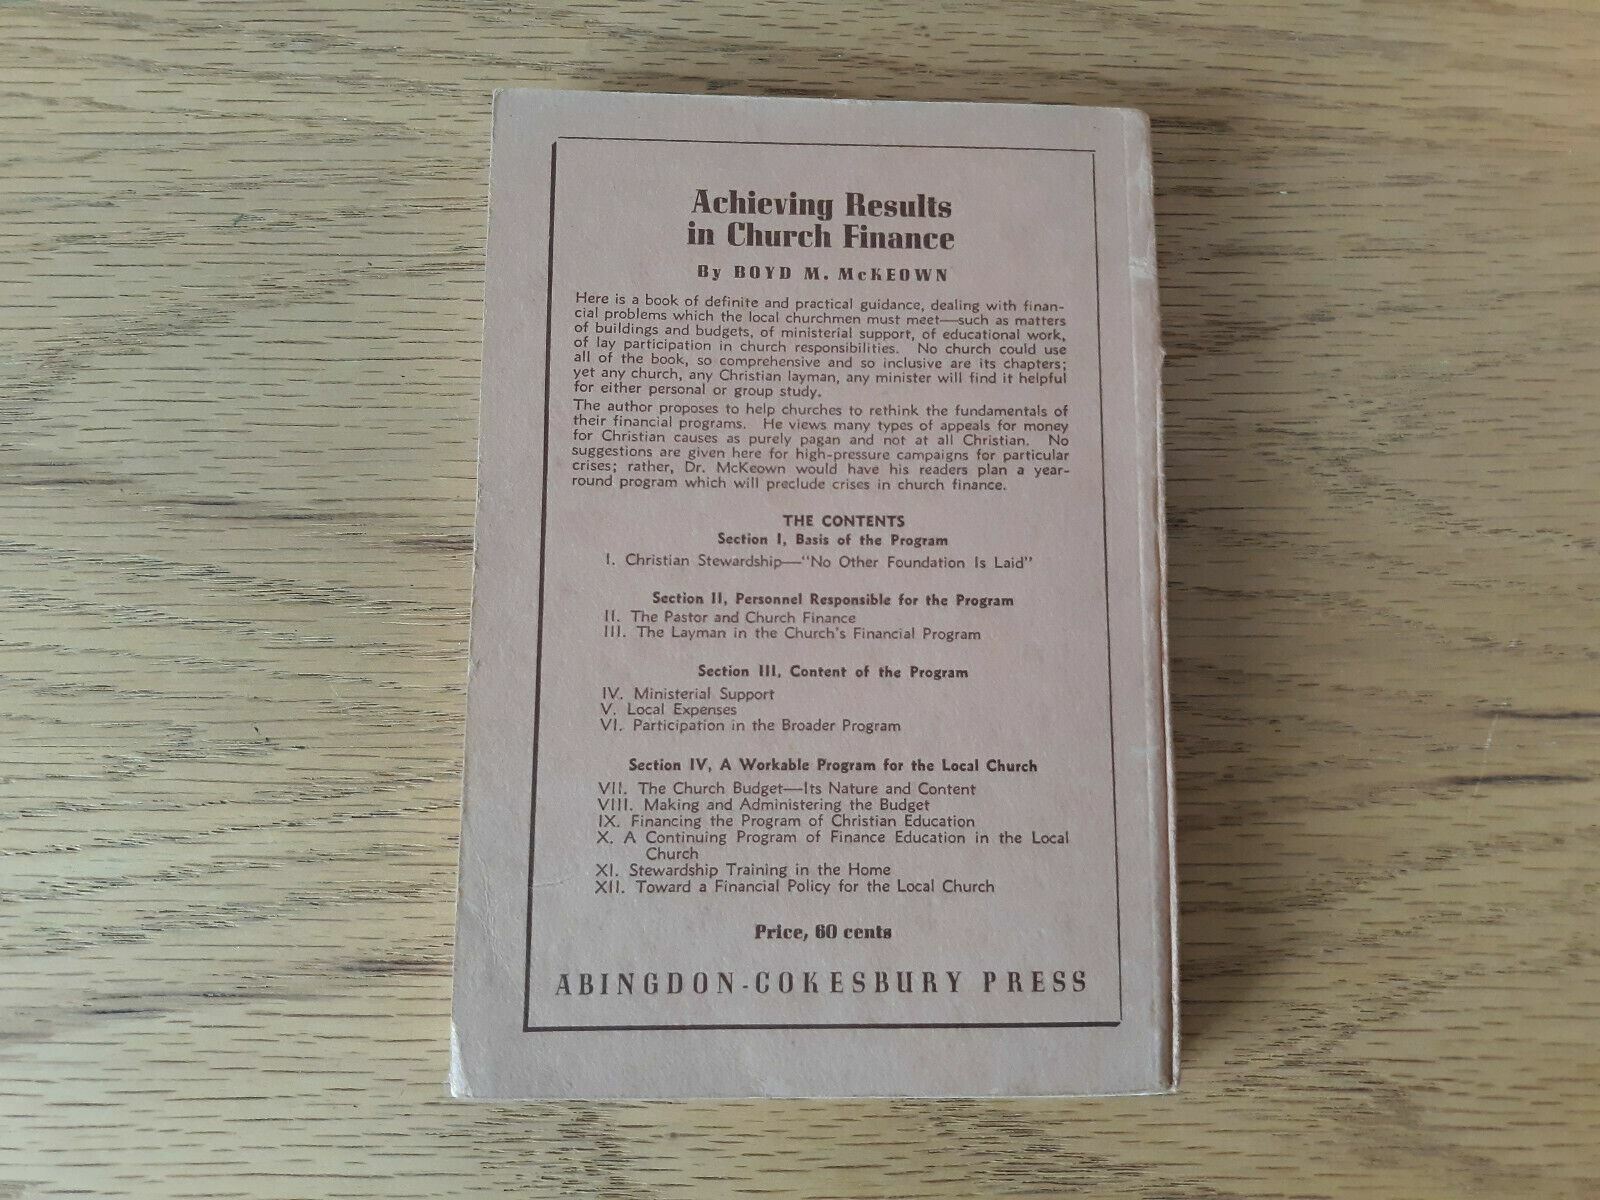 Achieving Results
in Church Finance
By BOYD M. McKEOWN
Here is a book of definite and practical guidance, dealing with finan-
cial problems which the local churchmen must meet—such as matters
of buildings and budgets, of ministerial support, of educational work,
of lay participation in church responsibilities. No church could use
all of the book, so comprehensive and so inclusive are its chapters;
yet any church, any Christian layman, any minister will find it helpful
for either personal or group study.
The author proposes to help churches to rethink the fundamentals of
their financial programs. He views many types of appeals for money
for Christian causes as purely pagan and not at all Christian. No
suggestions are given here for high-pressure campaigns for particular
crises; rather, Dr. McKeown would have his readers plan a year-
round program which will preclude crises in church finance.
THE CONTENTS
Section I, Basis of the Program
I. Christian Stewardship—"No Other Foundation Is Laid"
Section II, Personnel Responsible for the Program
II. The Pastor and Church Finance
III. The Layman in the Church's Financial Program
Section III, Content of the Program
IV. Ministerial Support
V. Local Expenses
VI. Participation in the Broader Program
Section IV, A Workable Program for the Local Church
VII. The Church Budget—Its Nature and Content
VIII. Making and Administering the Budget
IX. Financing the Program of Christian Education
X. A Continuing Program of Finance Education in the Local
Church
XI. Stewardship Training in the Home
XII. Toward a Financial Policy for the Local Church
Price, 60 cents
ABINGDON-COKESBURY PRESS